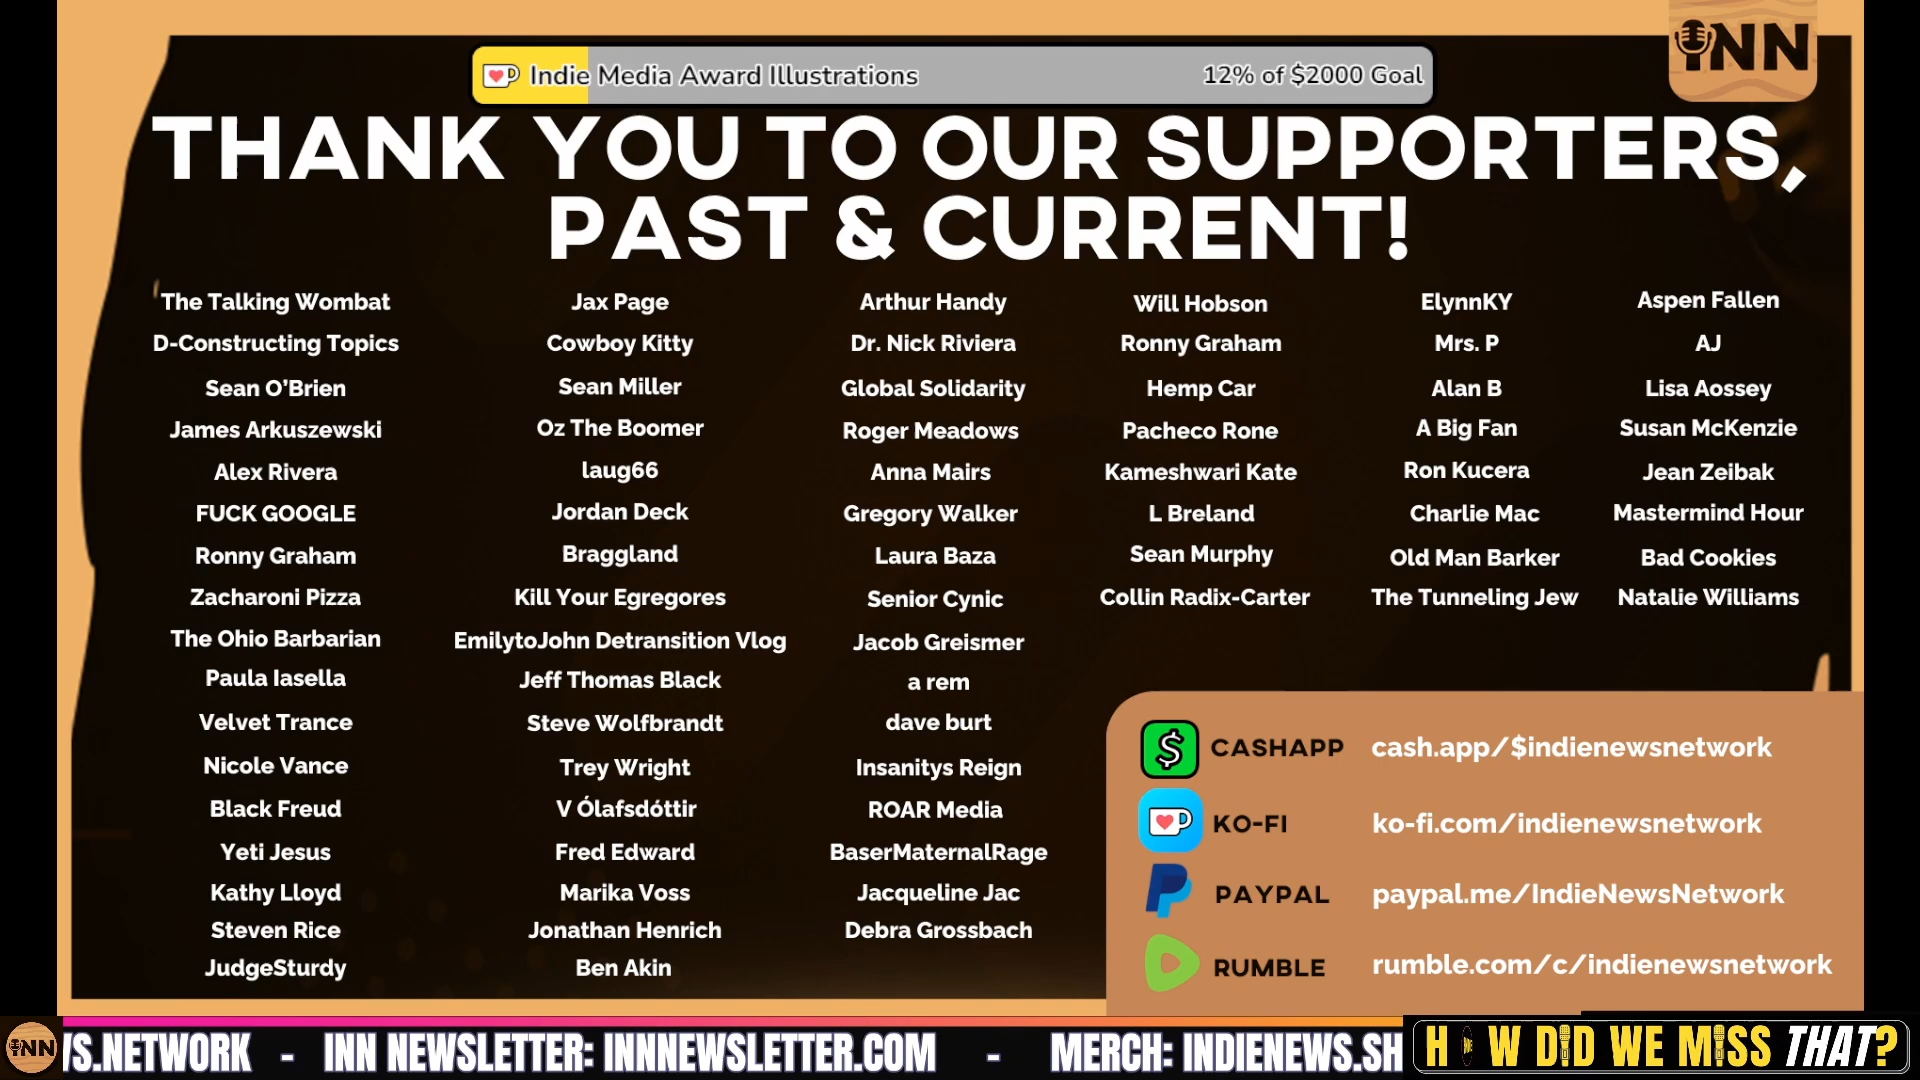 iNN
Indie Media Award Illustrations 12% of $2000 Goal
THANK YOU TO OUR SUPPORTERS,
PAST & CURRENT!
The Talking Wombat
D-Constructing Topics
Sean O’Brien
James Arkuszewski
Alex Rivera
FUCK GOOGLE
Ronny Graham
Zacharoni Pizza
The Ohio Barbarian
Paula Iasella
Velvet Trance
Nicole Vance
Black Freud
Yeti Jesus
Kathy Lloyd
Steven Rice
JudgeSturdy
Jax Page
Cowboy Kitty
Sean Miller
Oz The Boomer
laug66
Jordan Deck
Braggland
Kill Your Egregores
EmilytoJohn Detransition Vlog
Jeff Thomas Black
Steve Wolfbrandt
Trey Wright
V Ólafsdóttir
Fred Edward
Marika Voss
Jonathan Henrich
Ben Akin
Arthur Handy
Dr. Nick Riviera
Global Solidarity
Roger Meadows
Anna Mairs
Gregory Walker
Laura Baza
Senior Cynic
Jacob Greismer
a rem
dave burt
Insanitys Reign
ROAR Media
BaserMaternalRage
Jacqueline Jac
Debra Grossbach
Will Hobson
Ronny Graham
Hemp Car
Pacheco Rone
Kameshwari Kate
L Breland
Sean Murphy
Collin Radix-Carter
ElynnKY
Mrs. P
Alan B
A Big Fan
Ron Kucera
Charlie Mac
Old Man Barker
The Tunneling Jew
Aspen Fallen
AJ
Lisa Aossey
Susan McKenzie
Jean Zeibak
Mastermind Hour
Bad Cookies
Natalie Williams
CASHAPP cash.app/$indienewsnetwork
KO-FI ko-fi.com/indienewsnetwork
PAYPAL paypal.me/IndieNewsNetwork
RUMBLE rumble.com/c/indienewsnetwork
iNN
VS.NETWORK - INN NEWSLETTER: INNNEWSLETTER.COM - MERCH: INDIENEWS.SH
HOW DID WE MISS THAT?